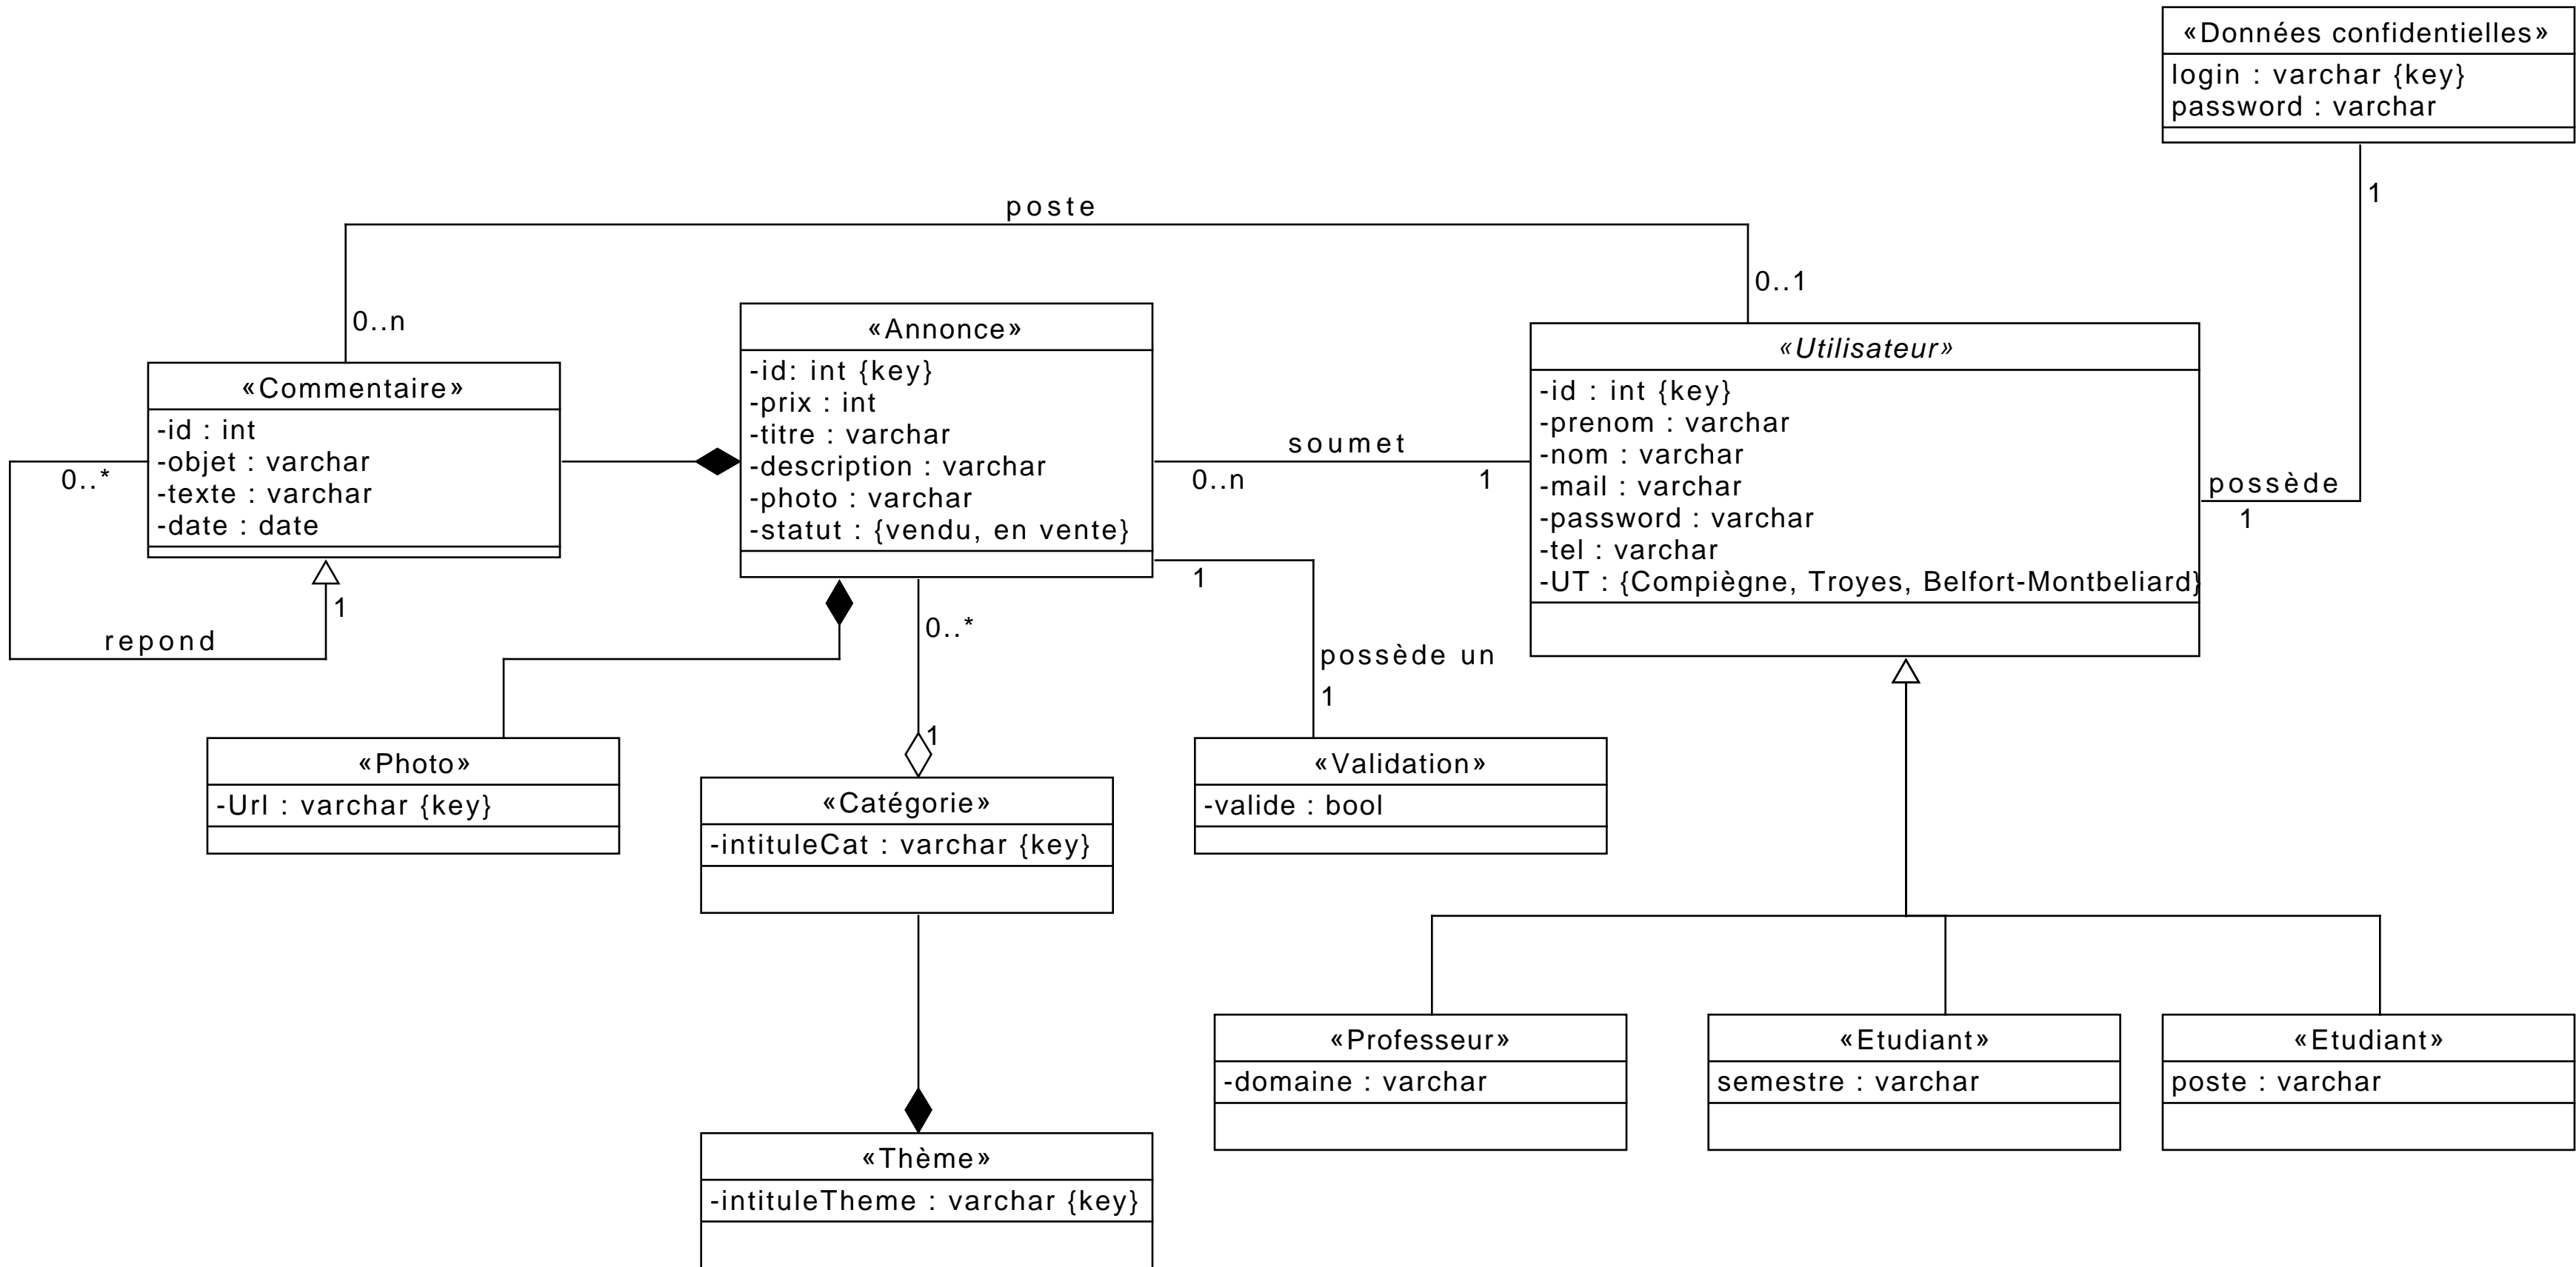 «Données confidentielles»
login : varchar {key}
password : varchar
1
poste
0..n
0..1
«Commentaire»
-id : int
-objet : varchar
-texte : varchar
-date : date
0..*
1
repond
«Annonce»
-id: int {key}
-prix : int
-titre : varchar
-description : varchar
-photo : varchar
-statut : {vendu, en vente}
soumet
0..n
1
«Utilisateur»
-id : int {key}
-prenom : varchar
-nom : varchar
-mail : varchar
-password : varchar
-tel : varchar
-UT : {Compiègne, Troyes, Belfort-Montbeliard}
possède
1
1
possède un
1
0..*
1
«Photo»
-Url : varchar {key}
«Catégorie»
-intituleCat : varchar {key}
«Validation»
-valide : bool
«Professeur»
-domaine : varchar
«Etudiant»
semestre : varchar
«Etudiant»
poste : varchar
«Thème»
-intituleTheme : varchar {key}